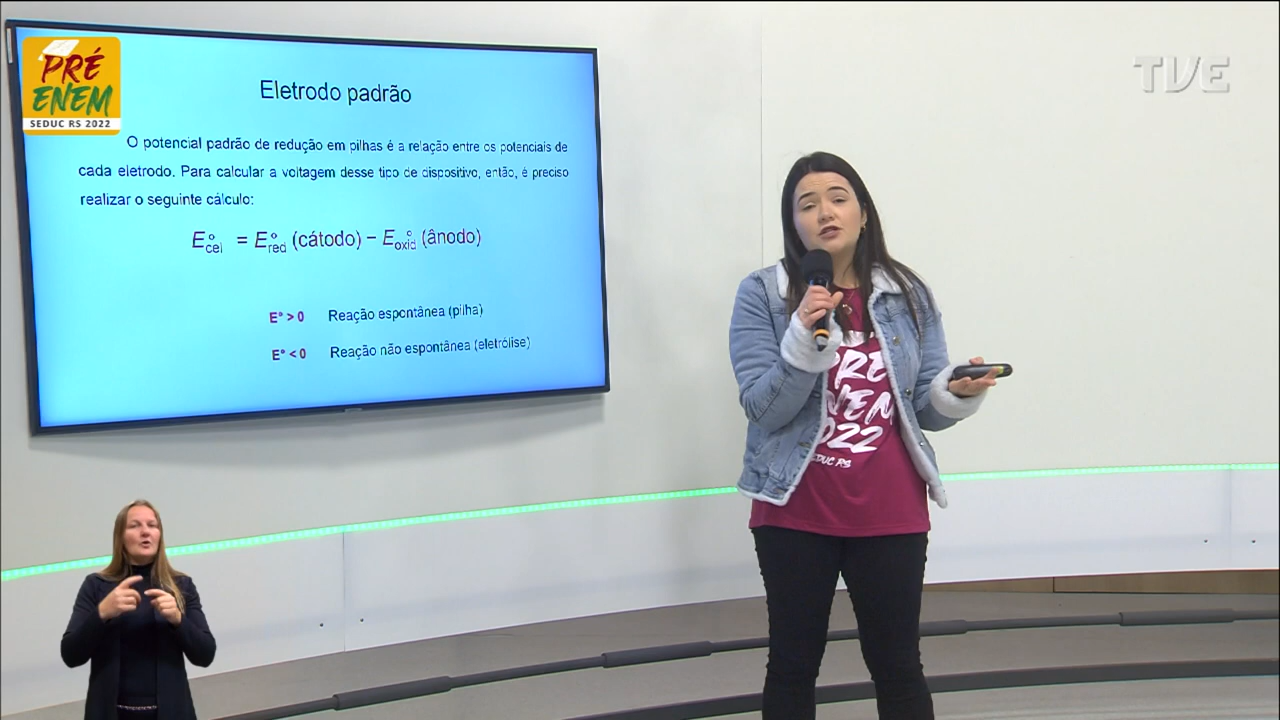 PRÉ
ENEM
SEDUC RS 2022
TVE
Eletrodo padrão
O potencial padrão de redução em pilhas é a relação entre os potenciais de
cada eletrodo. Para calcular a voltagem desse tipo de dispositivo, então, é preciso
realizar o seguinte cálculo:
E°cel = E°red (cátodo) – E°oxid (ânodo)
E° > 0 Reação espontânea (pilha)
E° < 0 Reação não espontânea (eletrólise)
PRE
ENEM
2022
SEDUC RS